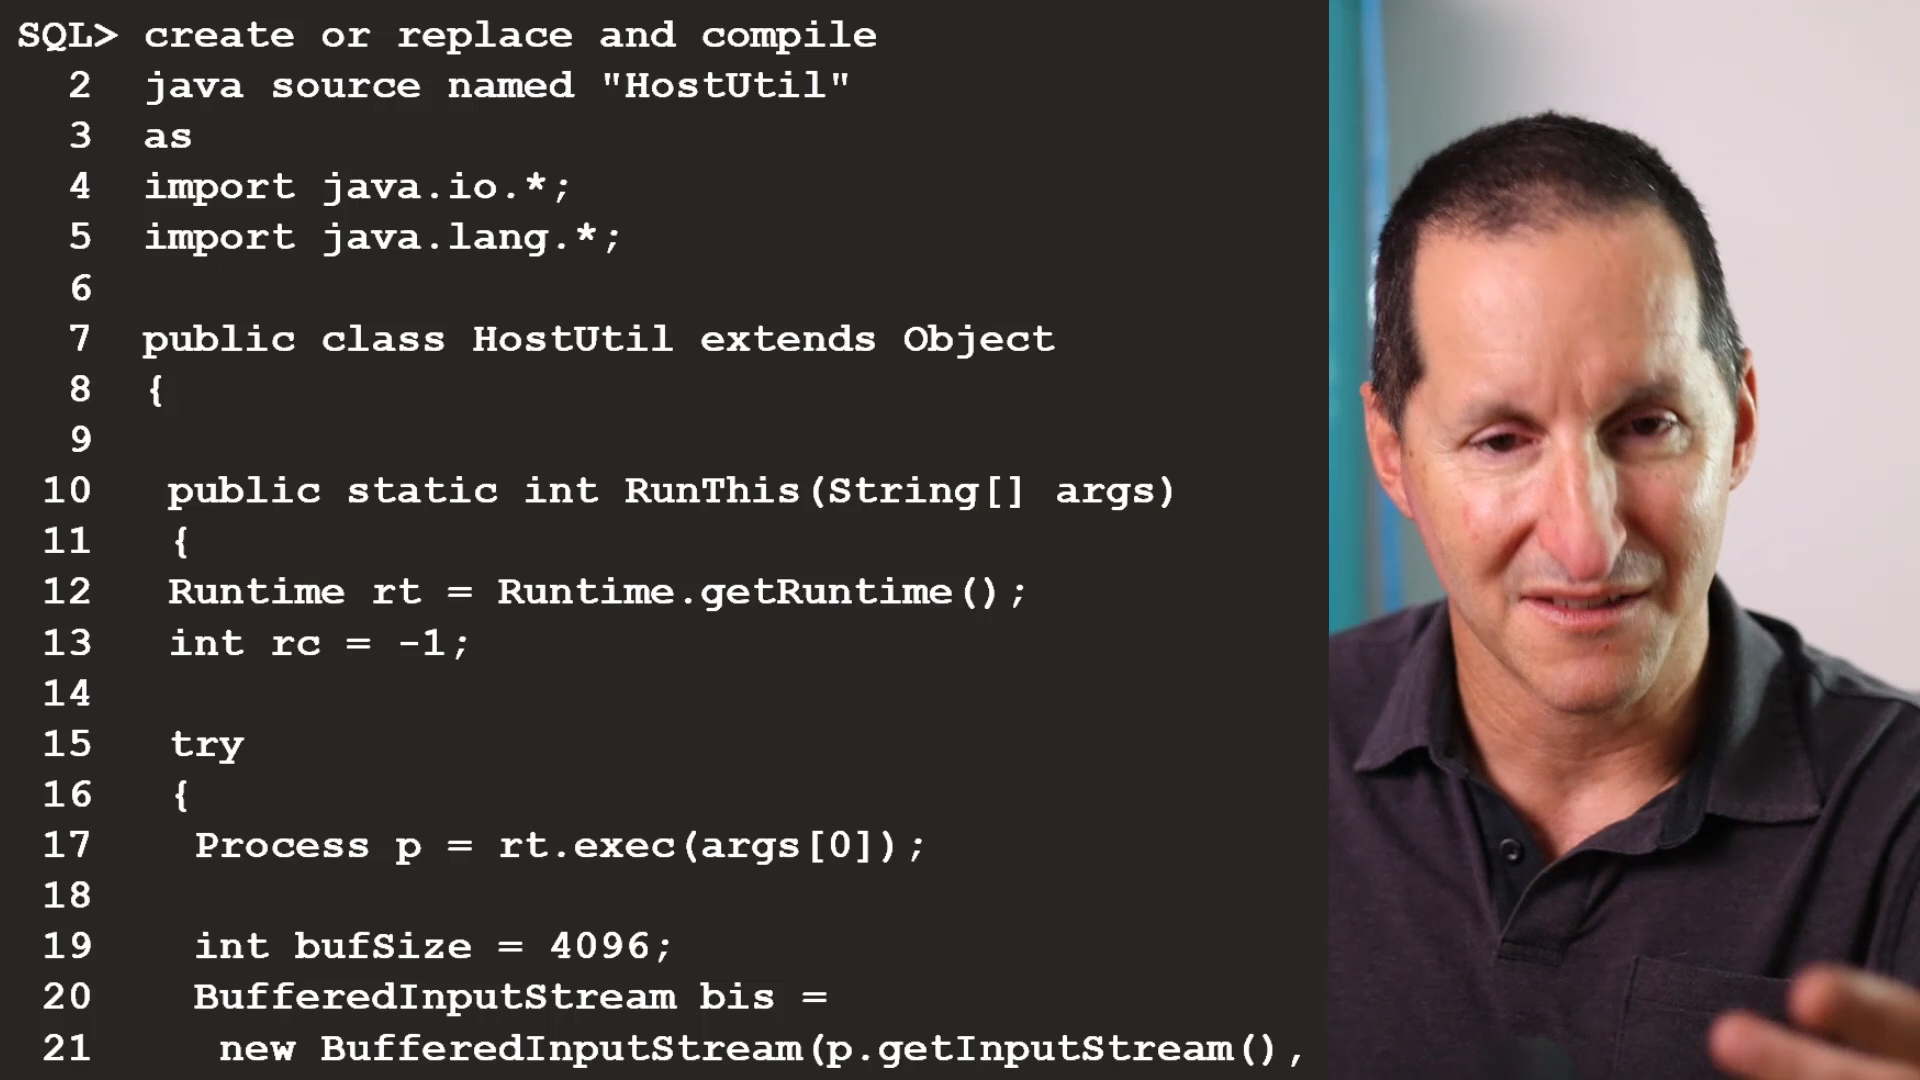 SQL> create or replace and compile
2 java source named "HostUtil"
3 as
4 import java.io.*;
5 import java.lang.*;
6
7 public class HostUtil extends Object
8 {
9
10 public static int RunThis(String[] args)
11 {
12 Runtime rt = Runtime.getRuntime();
13 int rc = -1;
14
15 try
16 {
17 Process p = rt.exec(args[0]);
18
19 int bufSize = 4096;
20 BufferedInputStream bis =
21 new BufferedInputStream(p.getInputStream(),